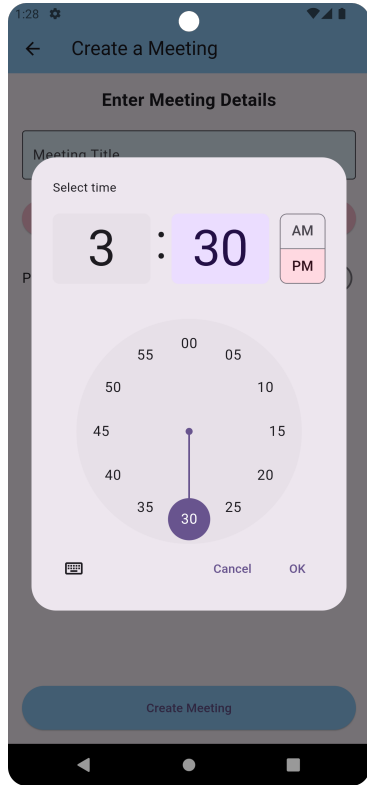 1:28
Create a Meeting
Enter Meeting Details
Meeting Title
Select time
3 : 30
AM
PM
P
00
05
10
15
20
25
30
35
40
45
50
55
Cancel
OK
Create Meeting